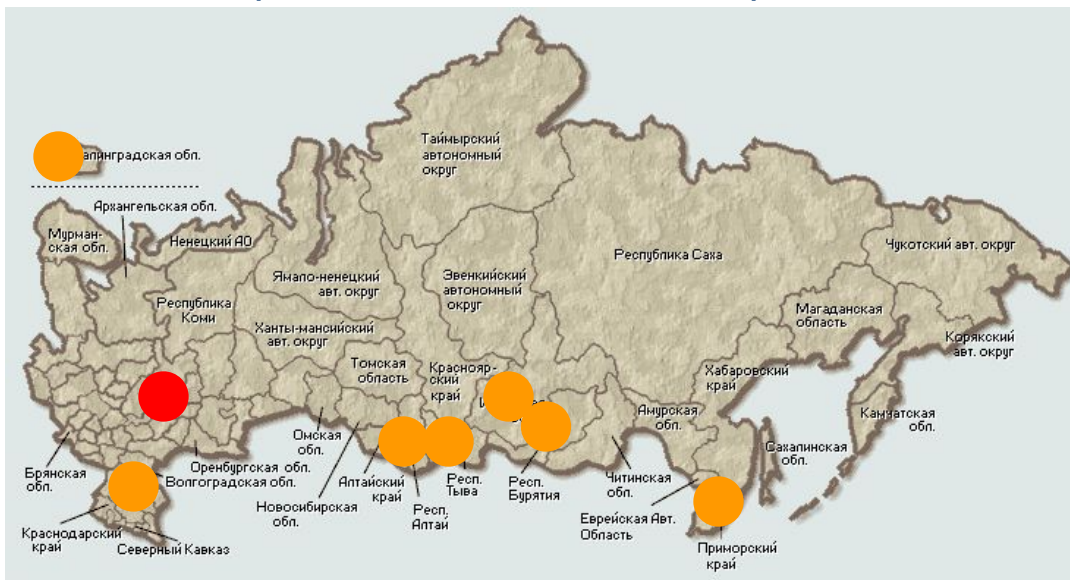 Таймырский
автономный
округ
алинградская обл.
Архангельская обл.
Мурман-
ская обл.
Ненецкий АО
Республика Саха
Чукотский авт. округ
Ямало-ненецкий
авт. округ
Эвенкийский
автономный
округ
Республика
Коми
Магаданская
область
Ханты-мансийский
авт. округ
Корякский
авт. округ
Томская
область
Краснояр-
ский
край
Хабаровский
край
Амурская
обл.
Камчатская
обл.
Омская
обл.
Сахалинская
обл.
Брянская
обл.
Оренбургская обл.
Волгоградская обл.
Новосибирская
обл.
Алтайский
край
Респ.
Алтай
Респ.
Тыва
Респ.
Бурятия
Читинская
обл.
Еврейская Авт.
Область
Приморский
край
Краснодарский
край
Северный Кавказ